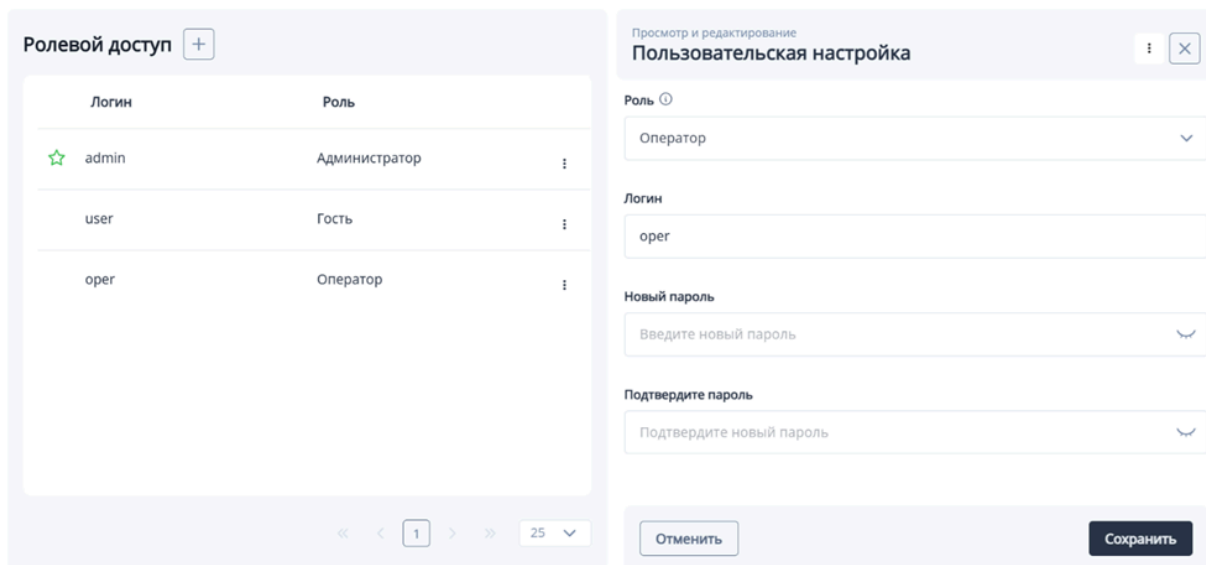 Ролевой доступ
Логин Роль
admin Администратор
user Гость
oper Оператор
1 25
Просмотр и редактирование
Пользовательская настройка
Роль
Оператор
Логин
oper
Новый пароль
Введите новый пароль
Подтвердите пароль
Подтвердите новый пароль
Отменить Сохранить